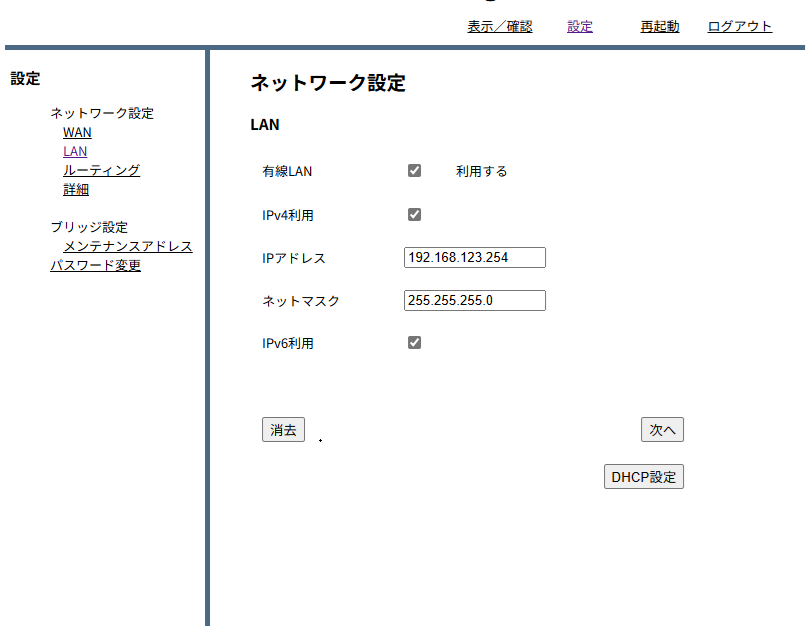 表示／確認 設定 再起動 ログアウト
設定
ネットワーク設定
WAN
LAN
ルーティング
詳細
ブリッジ設定
メンテナンスアドレス
パスワード変更
ネットワーク設定
LAN
有線LAN 利用する
IPv4利用
IPアドレス 192.168.123.254
ネットマスク 255.255.255.0
IPv6利用
消去 次へ
DHCP設定